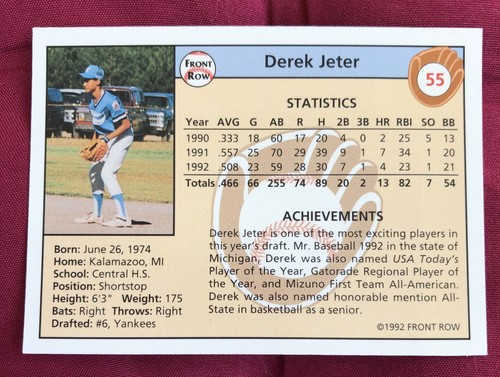 FRONT ROW
Derek Jeter
55
STATISTICS
Year AVG G AB R H 2B 3B HR RBI SO BB
1990 .333 18 60 17 20 4 0 2 25 5 13
1991 .557 25 70 29 39 9 1 7 34 1 20
1992 .508 23 59 28 30 7 1 4 23 1 21
Totals .466 66 255 74 89 20 2 13 82 7 54
ACHIEVEMENTS
Derek Jeter is one of the most exciting players in
this year's draft. Mr. Baseball 1992 in the state of
Michigan, Derek was also named USA Today's
Player of the Year, Gatorade Regional Player of
the Year, and Mizuno First Team All-American.
Derek was also named honorable mention All-
State in basketball as a senior.
©1992 FRONT ROW
Born: June 26, 1974
Home: Kalamazoo, MI
School: Central H.S.
Position: Shortstop
Height: 6'3" Weight: 175
Bats: Right Throws: Right
Drafted: #6, Yankees